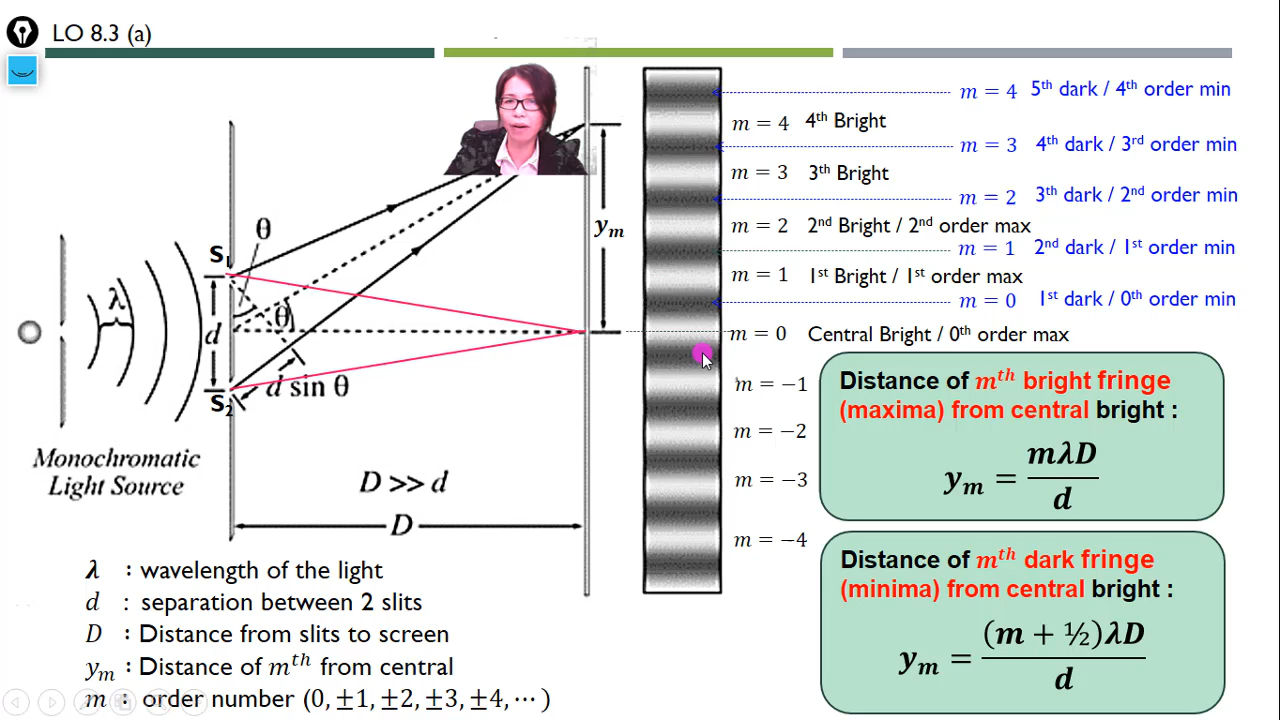 LO 8.3 (a)
m = 4 5th dark / 4th order min
m = 4 4th Bright
m = 3 4th dark / 3rd order min
m = 3 3th Bright
m = 2 3th dark / 2nd order min
m = 2 2nd Bright / 2nd order max
m = 1 2nd dark / 1st order min
m = 1 1st Bright / 1st order max
m = 0 1st dark / 0th order min
m = 0 Central Bright / 0th order max
m = −1
m = −2
m = −3
m = −4
θ
yₘ
S₁
λ
d
θ
d sin θ
S₂
Monochromatic
Light Source
D >> d
D
Distance of mᵗʰ bright fringe
(maxima) from central bright :
yₘ = mλD / d
Distance of mᵗʰ dark fringe
(minima) from central bright :
yₘ = (m + ½)λD / d
λ : wavelength of the light
d : separation between 2 slits
D : Distance from slits to screen
yₘ : Distance of mᵗʰ from central
m : order number (0, ±1, ±2, ±3, ±4, ⋯ )